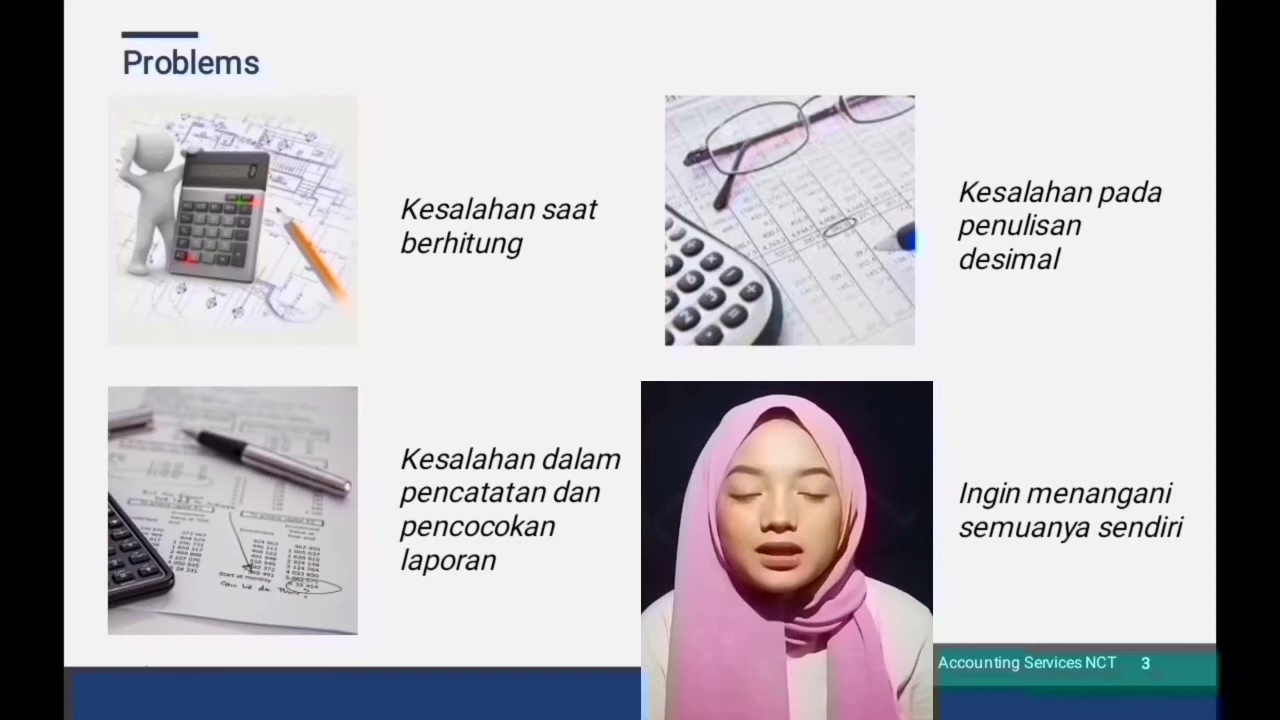 Problems
Kesalahan saat
berhitung
Kesalahan pada
penulisan
desimal
Kesalahan dalam
pencatatan dan
pencocokan
laporan
Ingin menangani
semuanya sendiri
Accounting Services NCT 3